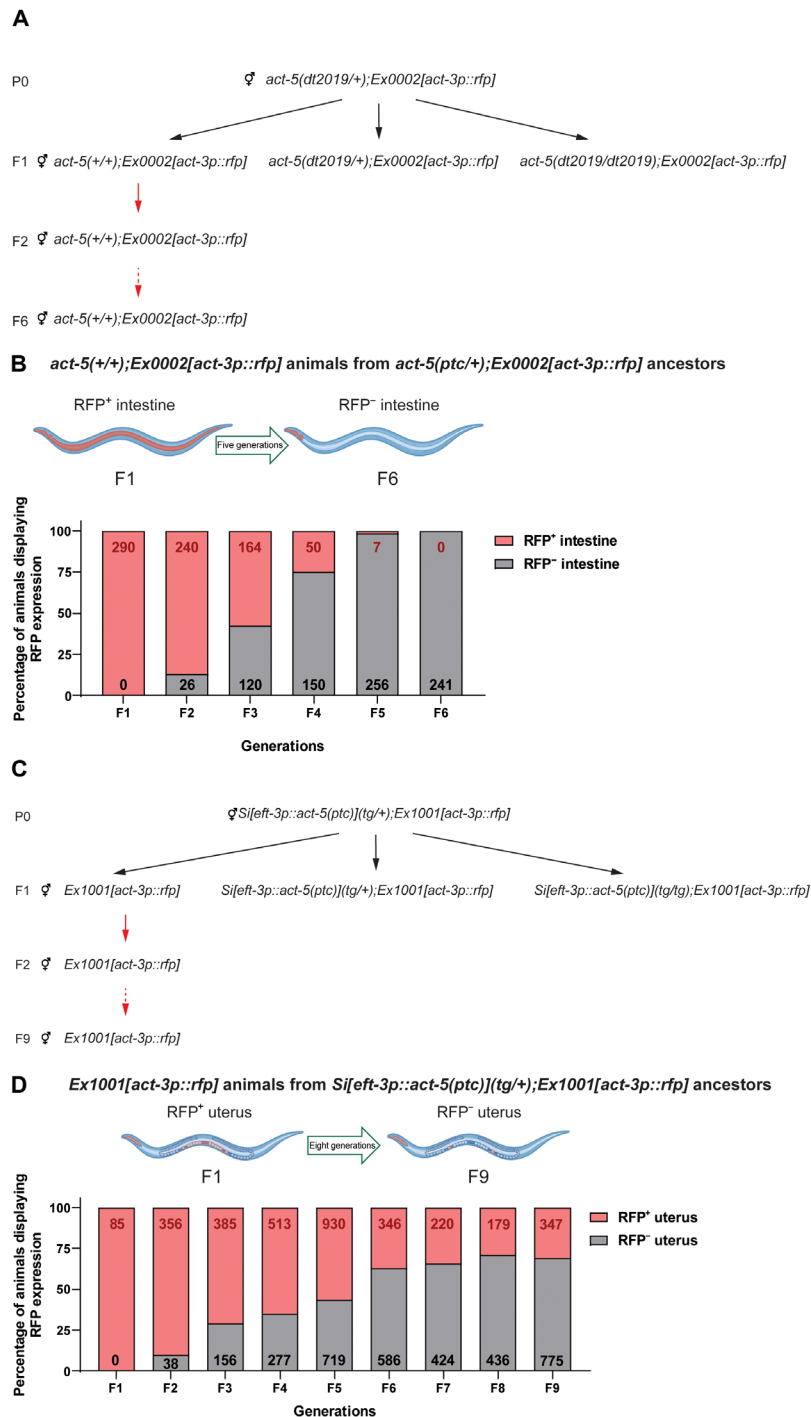 A
P0 ⚥ act-5(dt2019/+);Ex0002[act-3p::rfp]
F1 ⚥ act-5(+/+);Ex0002[act-3p::rfp] act-5(dt2019/+);Ex0002[act-3p::rfp] act-5(dt2019/dt2019);Ex0002[act-3p::rfp]
F2 ⚥ act-5(+/+);Ex0002[act-3p::rfp]
F6 ⚥ act-5(+/+);Ex0002[act-3p::rfp]
B act-5(+/+);Ex0002[act-3p::rfp] animals from act-5(ptc/+);Ex0002[act-3p::rfp] ancestors
RFP⁺ intestine RFP⁻ intestine
Five generations
F1 F6
Percentage of animals displaying
RFP expression
100
75
50
25
0
290 240 164 50 7 0
0 26 120 150 256 241
F1 F2 F3 F4 F5 F6
Generations
RFP⁺ intestine
RFP⁻ intestine
C
P0 ⚥ Si[eft-3p::act-5(ptc)](tg/+);Ex1001[act-3p::rfp]
F1 ⚥ Ex1001[act-3p::rfp] Si[eft-3p::act-5(ptc)](tg/+);Ex1001[act-3p::rfp] Si[eft-3p::act-5(ptc)](tg/tg);Ex1001[act-3p::rfp]
F2 ⚥ Ex1001[act-3p::rfp]
F9 ⚥ Ex1001[act-3p::rfp]
D Ex1001[act-3p::rfp] animals from Si[eft-3p::act-5(ptc)](tg/+);Ex1001[act-3p::rfp] ancestors
RFP⁺ uterus RFP⁻ uterus
Eight generations
F1 F9
Percentage of animals displaying
RFP expression
100
75
50
25
0
85 356 385 513 930 346 220 179 347
0 38 156 277 719 586 424 436 775
F1 F2 F3 F4 F5 F6 F7 F8 F9
Generations
RFP⁺ uterus
RFP⁻ uterus